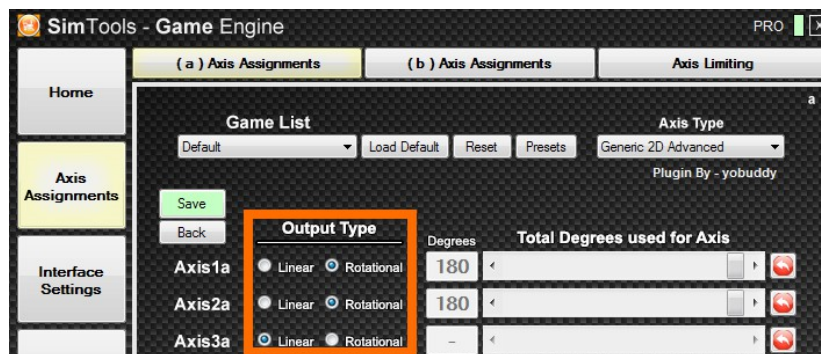 SimTools - Game Engine PRO
( a ) Axis Assignments ( b ) Axis Assignments Axis Limiting
Home
a
Game List Axis Type
Default Load Default Reset Presets Generic 2D Advanced
Plugin By - yobuddy
Axis Assignments
Save
Back Output Type Degrees Total Degrees used for Axis
Interface Settings
Axis1a Linear Rotational 180
Axis2a Linear Rotational 180
Axis3a Linear Rotational -